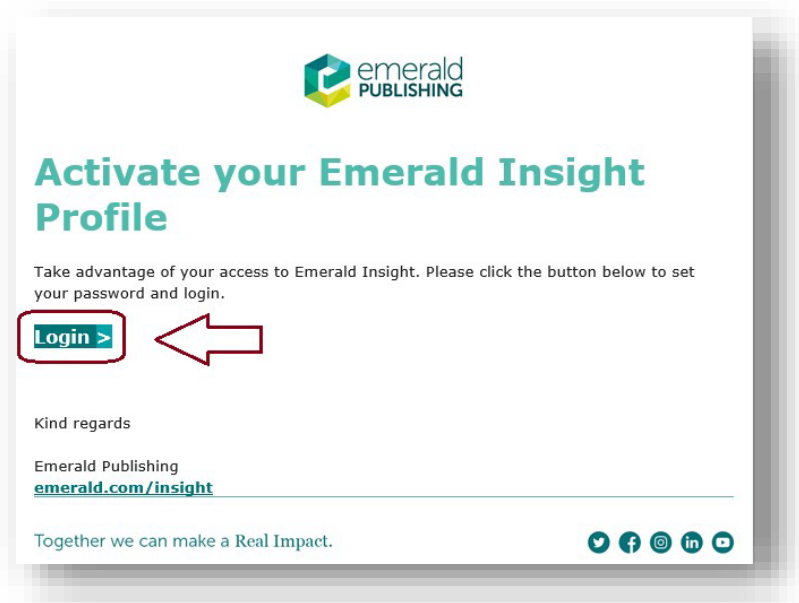 emerald
PUBLISHING
Activate your Emerald Insight
Profile
Take advantage of your access to Emerald Insight. Please click the button below to set
your password and login.
Login >
Kind regards
Emerald Publishing
emerald.com/insight
Together we can make a Real Impact.